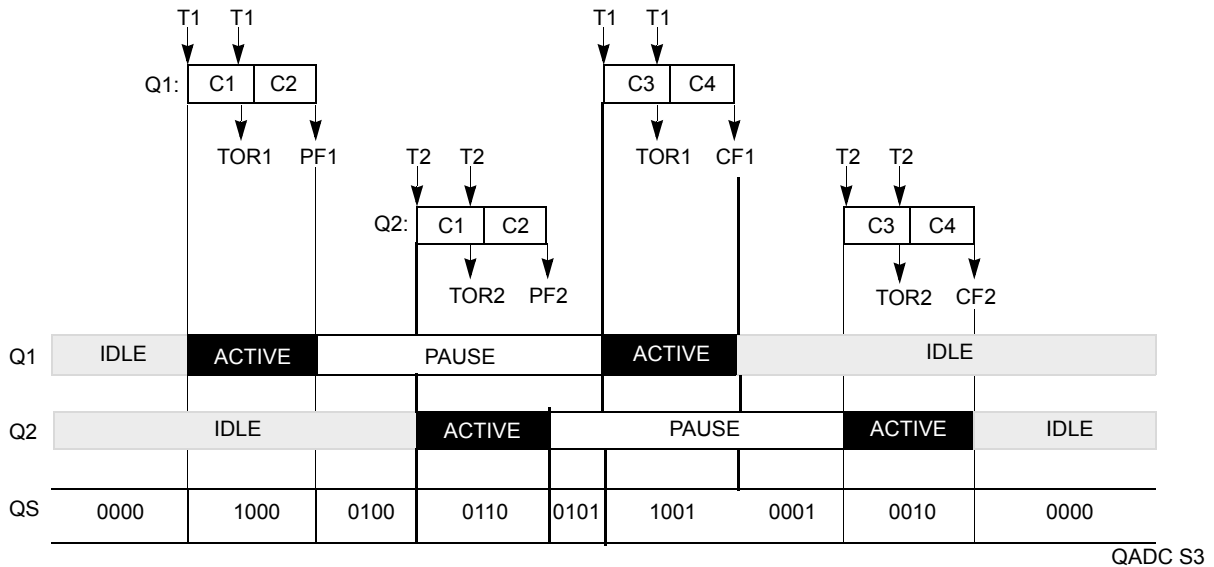 T1 T1 T1 T1
Q1: C1 C2 C3 C4
TOR1 PF1 T2 T2 TOR1 CF1 T2 T2
Q2: C1 C2 C3 C4
TOR2 PF2 TOR2 CF2
Q1 IDLE ACTIVE PAUSE ACTIVE IDLE
Q2 IDLE ACTIVE PAUSE ACTIVE IDLE
QS 0000 1000 0100 0110 0101 1001 0001 0010 0000
QADC S3